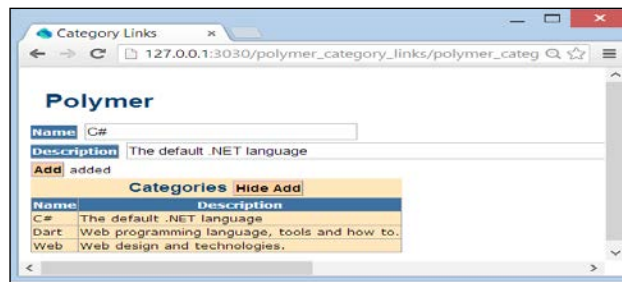 Category Links
127.0.0.1:3030/polymer_category_links/polymer_categ
Polymer
Name C#
Description The default .NET language
Add added
Categories Hide Add
Name Description
C# The default .NET language
Dart Web programming language, tools and how to.
Web Web design and technologies.